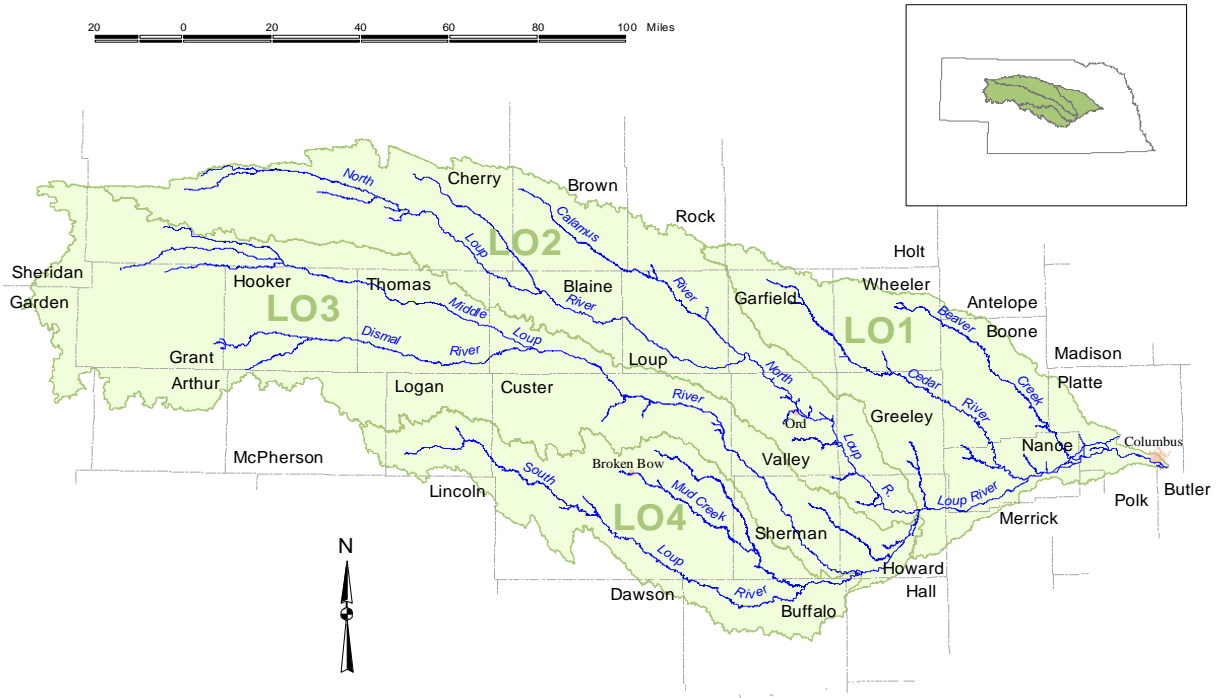 20 0 20 40 60 80 100 Miles
North
Cherry
Brown
Calamus
Rock
LO2
Loup
Holt
Sheridan
Garden
Hooker
Thomas
Blaine
River
River
Garfield
Wheeler
Antelope
LO3
Middle
Loup
LO1
Beaver
Boone
Dismal
River
Grant
Arthur
Loup
Madison
Platte
Logan
Custer
River
North
Cedar
River
Creek
Greeley
Ord
Loup
R.
Nanoe
Columbus
McPherson
Broken Bow
Valley
Lincoln
South
Mud Creek
Loup River
Butler
Polk
Merrick
LO4
Sherman
N
Loup
River
Howard
Hall
Dawson
Buffalo